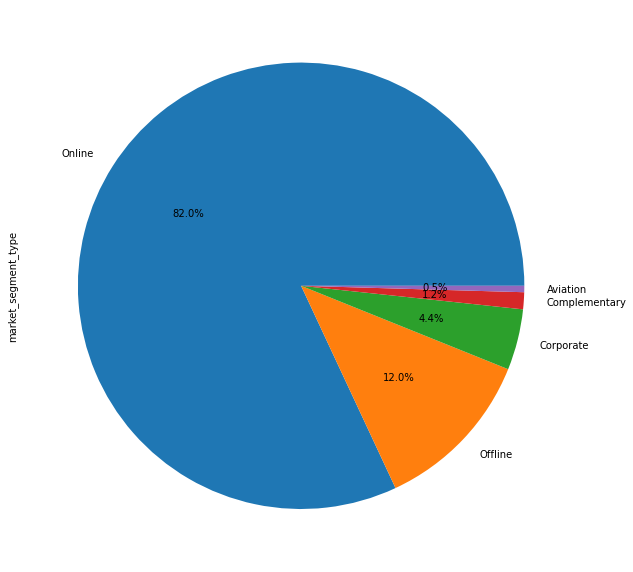 Online
82.0%
market_segment_type
0.5%
Aviation
1.2%
Complementary
4.4%
Corporate
12.0%
Offline